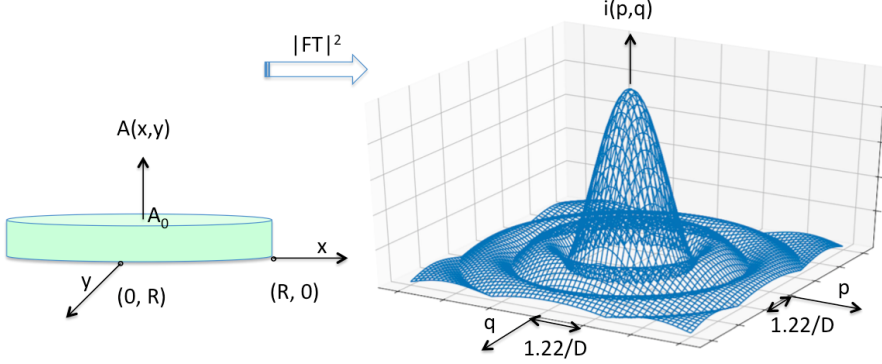 |FT|²
i(p,q)
A(x,y)
A₀
x
y
(0, R)
(R, 0)
p
1.22/D
q
1.22/D